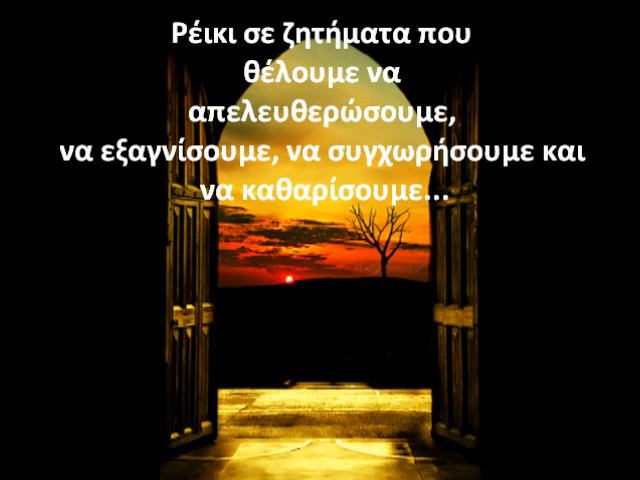 Ρέικι σε ζητήματα που
θέλουμε να
απελευθερώσουμε,
να εξαγνίσουμε, να συγχωρήσουμε και
να καθαρίσουμε...